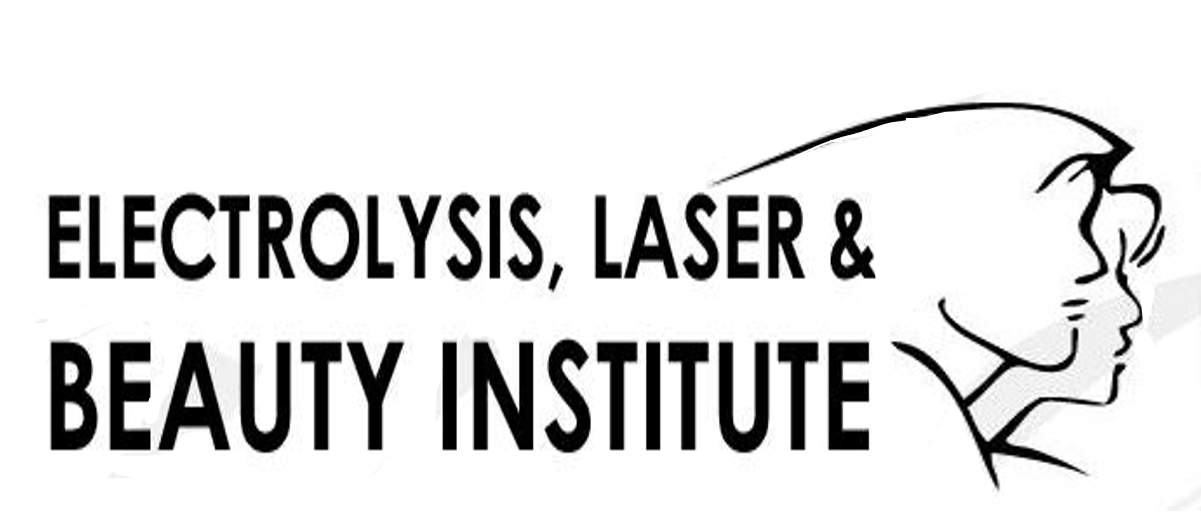 ELECTROLYSIS, LASER &
BEAUTY INSTITUTE